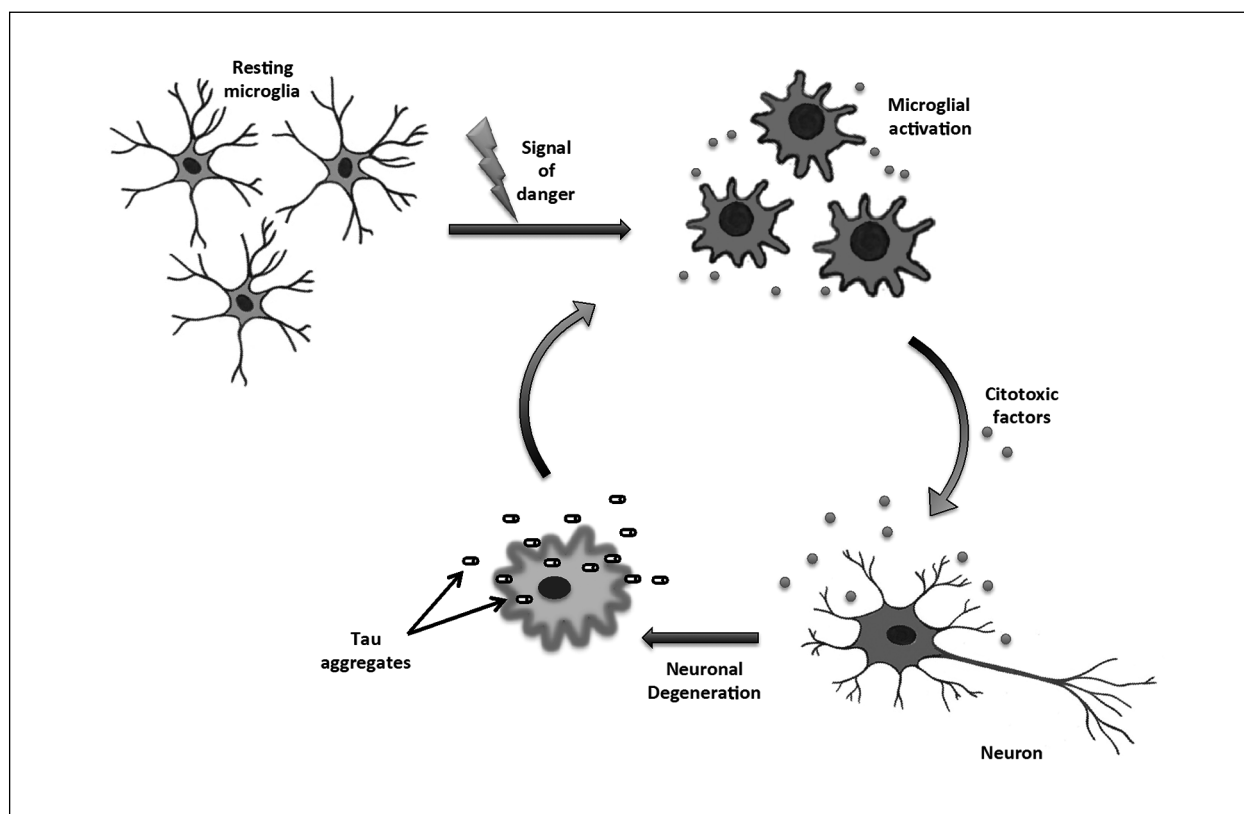 Resting
microglia
Signal
of
danger
Microglial
activation
Citotoxic
factors
Tau
aggregates
Neuronal
Degeneration
Neuron